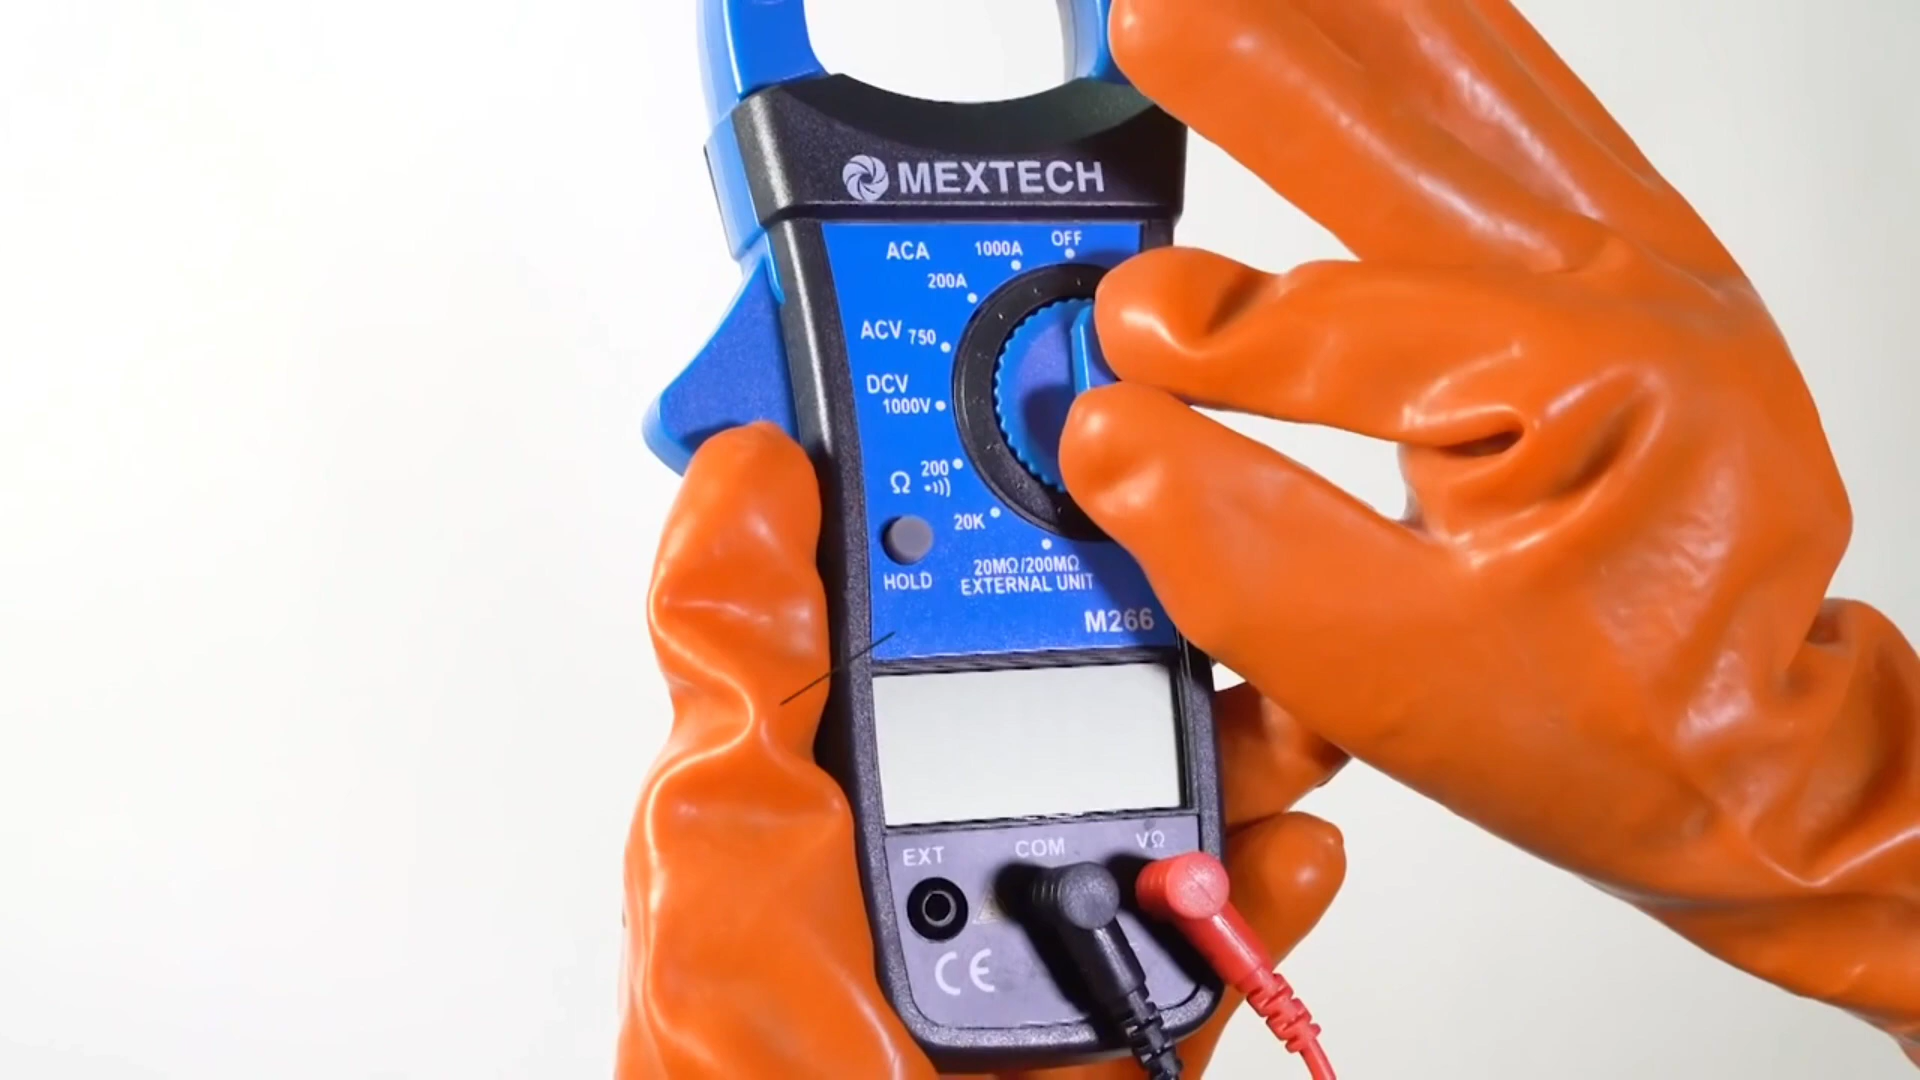 MEXTECH
ACA
1000A
OFF
200A
ACV 750
DCV
1000V
Ω 200
20K
HOLD
20MΩ/200MΩ
EXTERNAL UNIT
M266
EXT
COM
VΩ
CE